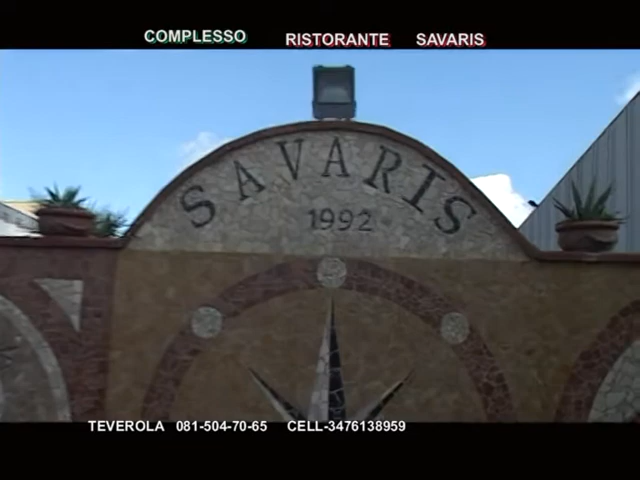 COMPLESSO RISTORANTE SAVARIS
SAVARIS
1992
TEVEROLA 081-504-70-65 CELL-3476138959